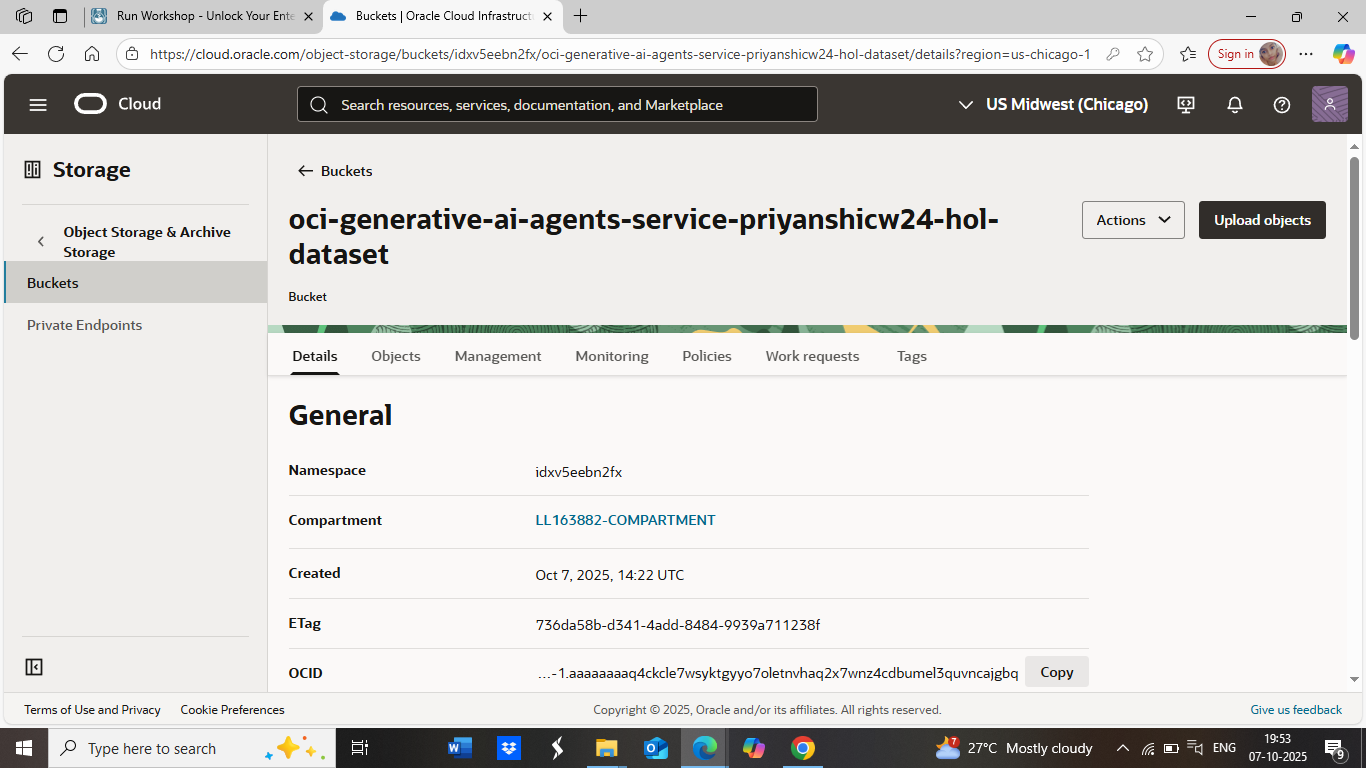 Run Workshop - Unlock Your Ente
Buckets | Oracle Cloud Infrastruct
https://cloud.oracle.com/object-storage/buckets/idxv5eebn2fx/oci-generative-ai-agents-service-priyanshicw24-hol-dataset/details?region=us-chicago-1
Sign in
Cloud
Search resources, services, documentation, and Marketplace
US Midwest (Chicago)
Storage
Object Storage & Archive
Storage
Buckets
Private Endpoints
Buckets
oci-generative-ai-agents-service-priyanshicw24-hol-
dataset
Actions
Upload objects
Bucket
Details Objects Management Monitoring Policies Work requests Tags
General
Namespace idxv5eebn2fx
Compartment LL163882-COMPARTMENT
Created Oct 7, 2025, 14:22 UTC
ETag 736da58b-d341-4add-8484-9939a711238f
OCID ...-1.aaaaaaaaq4ckcle7wsyktgyyo7oletnvhaq2x7wnz4cdbumel3quvncajgbq Copy
Terms of Use and Privacy Cookie Preferences Copyright © 2025, Oracle and/or its affiliates. All rights reserved. Give us feedback
Type here to search
7
27°C Mostly cloudy
ENG
19:53
07-10-2025
9